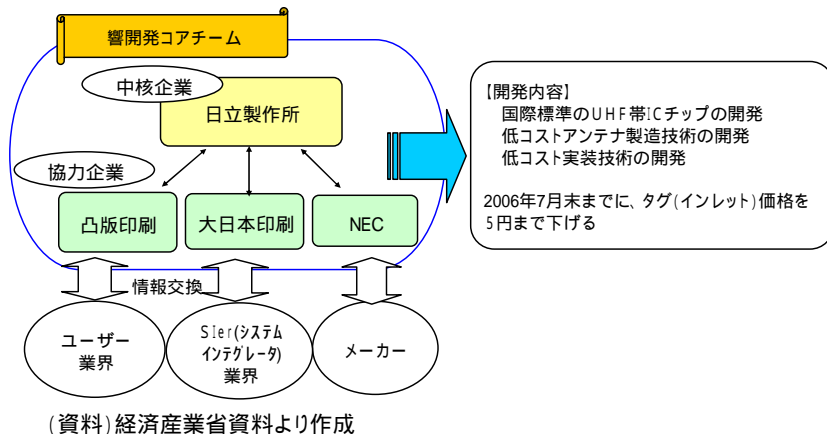 響開発コアチーム
中核企業
日立製作所
協力企業
凸版印刷
大日本印刷
NEC
情報交換
ユーザー
業界
SIer(システム
インテグレータ)
業界
メーカー
【開発内容】
国際標準のUHF帯ICチップの開発
低コストアンテナ製造技術の開発
低コスト実装技術の開発
2006年7月末までに、タグ(インレット)価格を
5円まで下げる
(資料)経済産業省資料より作成